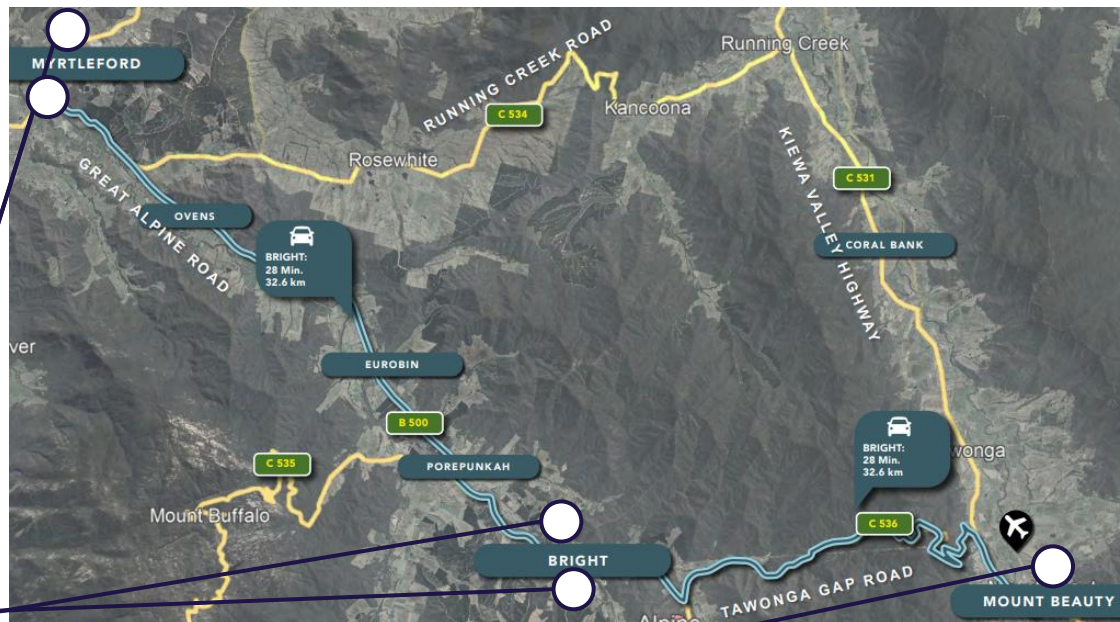 MYRTLEFORD
RUNNING CREEK ROAD
Running Creek
C 534
Kancoona
Rosewhite
GREAT ALPINE ROAD
KIEWA VALLEY HIGHWAY
C 531
OVENS
CORAL BANK
BRIGHT:
28 Min.
32.6 km
ver
EUROBIN
B 500
BRIGHT:
28 Min.
32.6 km
wonga
C 535
POREPUNKAH
Mount Buffalo
C 536
BRIGHT
TAWONGA GAP ROAD
MOUNT BEAUTY